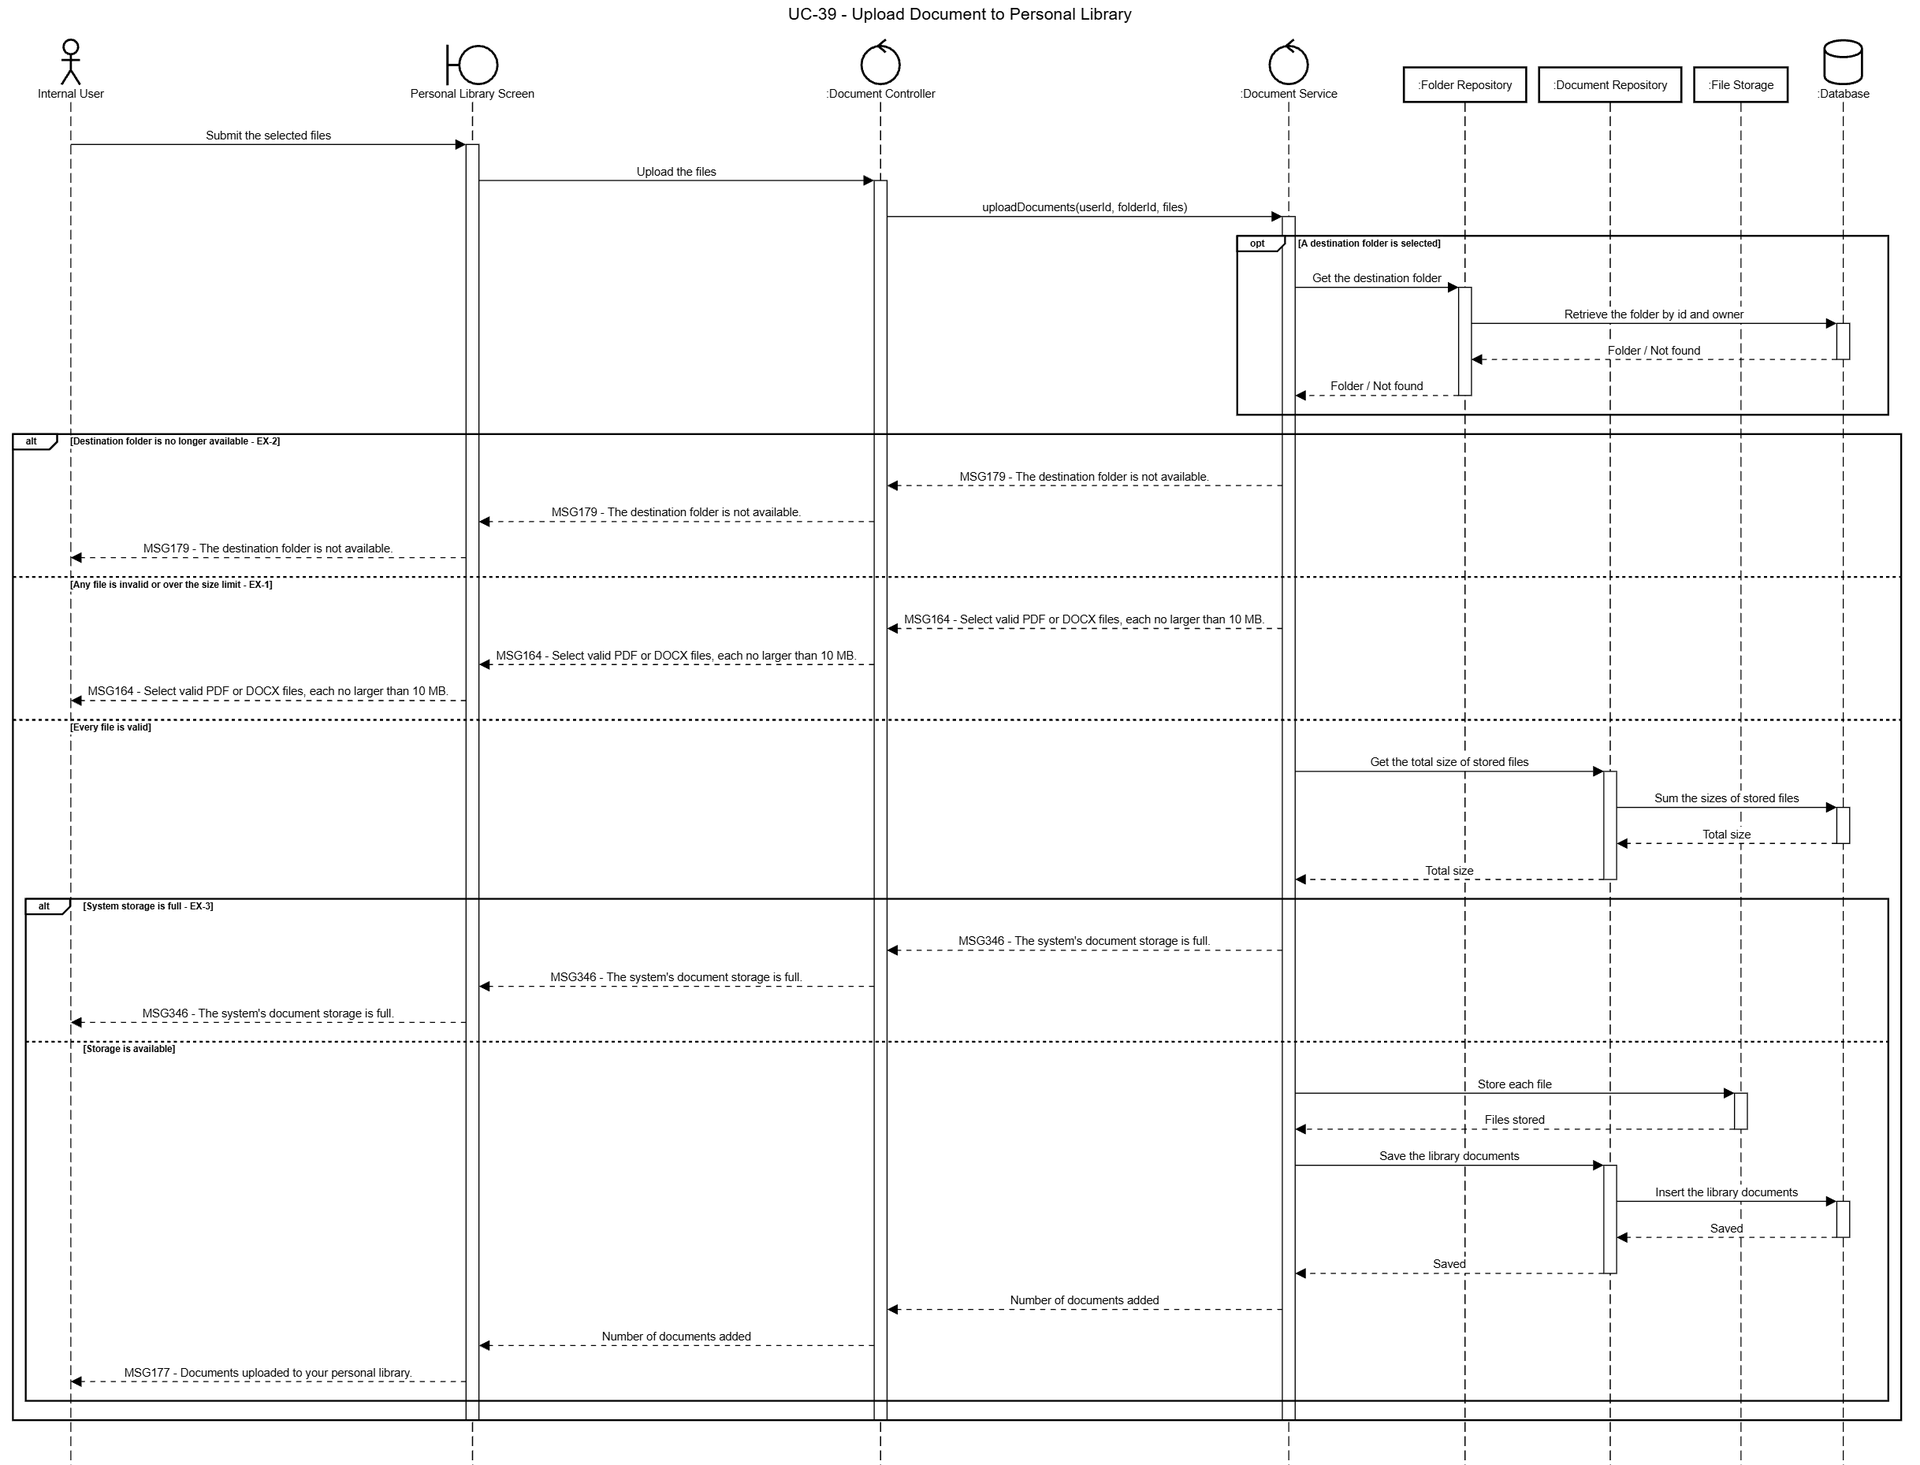 UC-39 - Upload Document to Personal Library
Internal User
Personal Library Screen
:Document Controller
:Document Service
:Folder Repository
:Document Repository
:File Storage
:Database
Submit the selected files
Upload the files
uploadDocuments(userId, folderId, files)
opt
[A destination folder is selected]
Get the destination folder
Retrieve the folder by id and owner
Folder / Not found
Folder / Not found
alt
[Destination folder is no longer available - EX-2]
MSG179 - The destination folder is not available.
MSG179 - The destination folder is not available.
MSG179 - The destination folder is not available.
[Any file is invalid or over the size limit - EX-1]
MSG164 - Select valid PDF or DOCX files, each no larger than 10 MB.
MSG164 - Select valid PDF or DOCX files, each no larger than 10 MB.
MSG164 - Select valid PDF or DOCX files, each no larger than 10 MB.
[Every file is valid]
Get the total size of stored files
Sum the sizes of stored files
Total size
Total size
alt
[System storage is full - EX-3]
MSG346 - The system's document storage is full.
MSG346 - The system's document storage is full.
MSG346 - The system's document storage is full.
[Storage is available]
Store each file
Files stored
Save the library documents
Insert the library documents
Saved
Saved
Number of documents added
Number of documents added
MSG177 - Documents uploaded to your personal library.